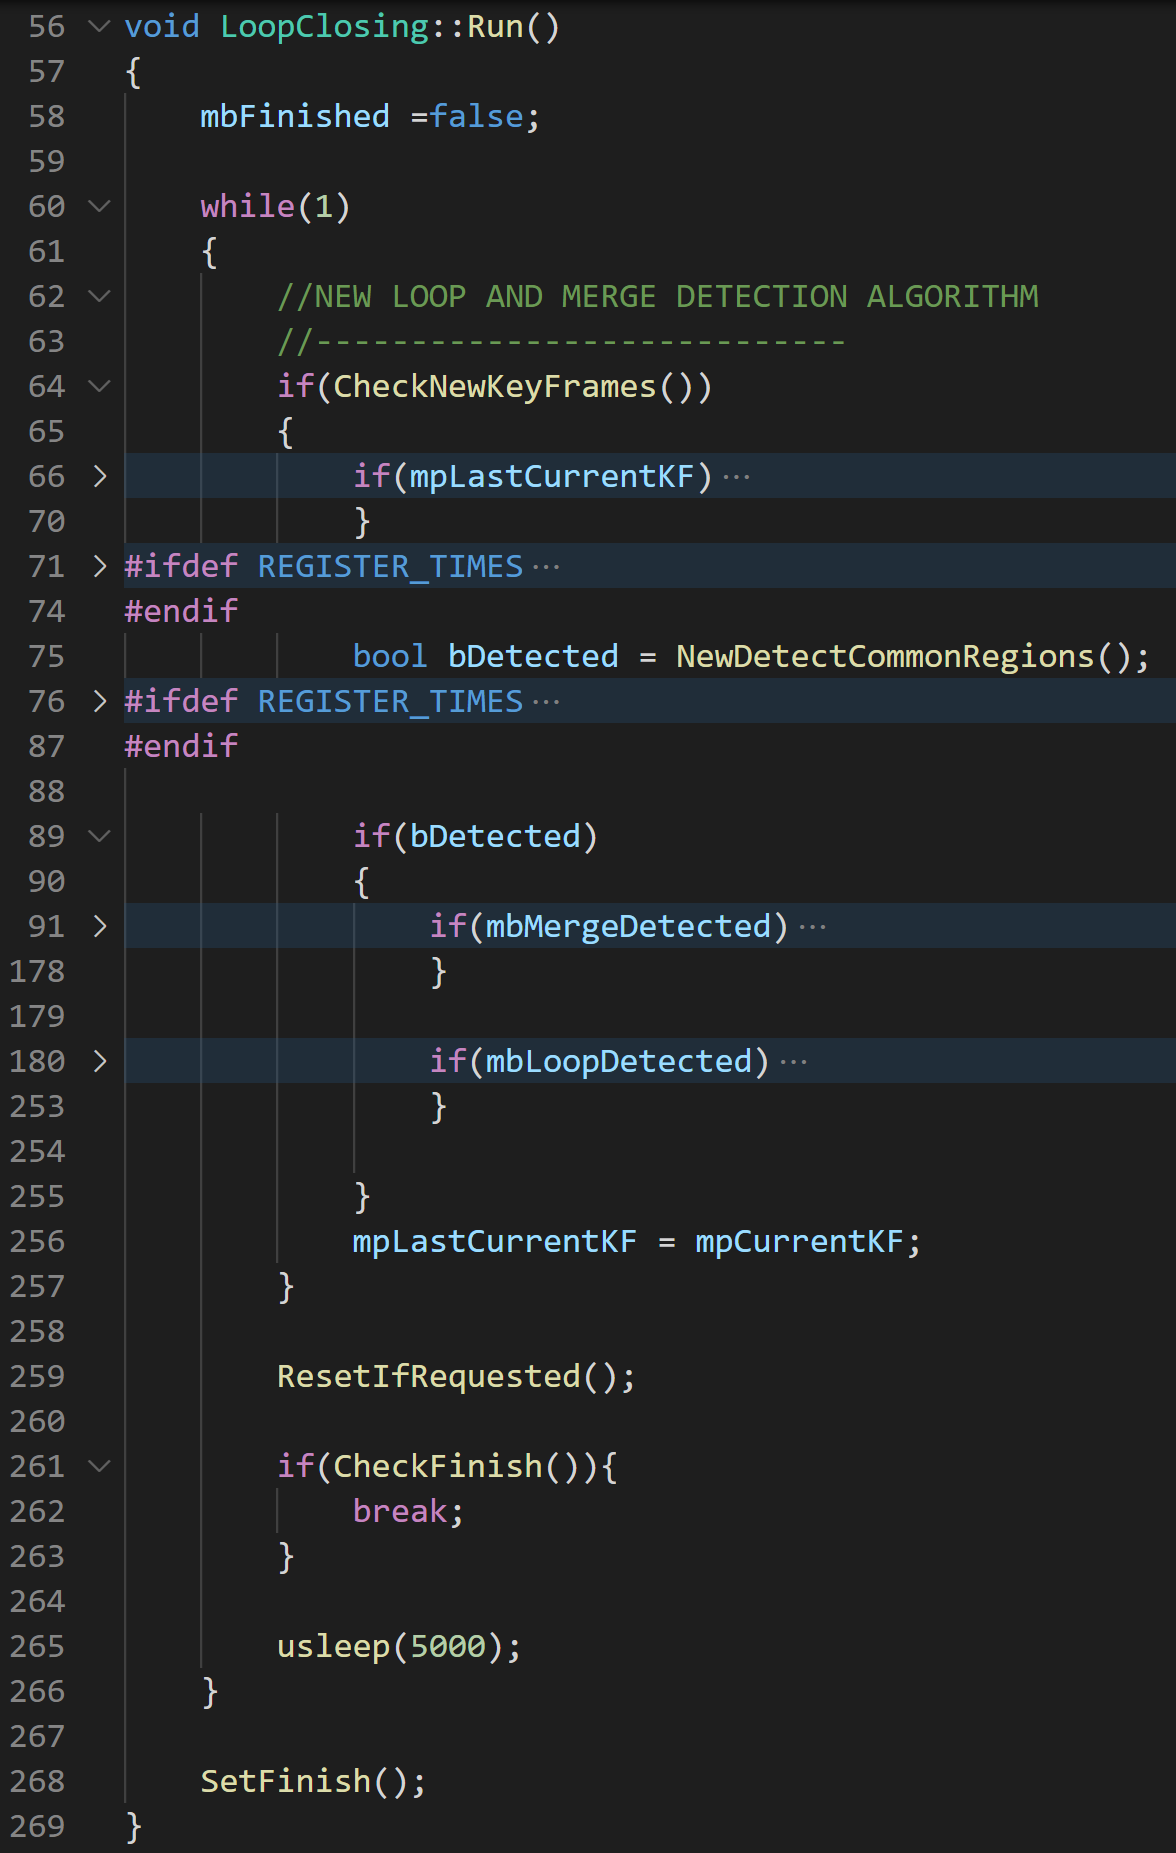 56 void LoopClosing::Run()
57 {
58     mbFinished =false;
59
60     while(1)
61     {
62         //NEW LOOP AND MERGE DETECTION ALGORITHM
63         //----------------------------
64         if(CheckNewKeyFrames())
65         {
66             if(mpLastCurrentKF)···
70             }
71 #ifdef REGISTER_TIMES···
74 #endif
75             bool bDetected = NewDetectCommonRegions();
76 #ifdef REGISTER_TIMES···
87 #endif
88
89             if(bDetected)
90             {
91                 if(mbMergeDetected)···
178                 }
179
180                 if(mbLoopDetected)···
253                 }
254
255             }
256             mpLastCurrentKF = mpCurrentKF;
257         }
258
259         ResetIfRequested();
260
261         if(CheckFinish()){
262             break;
263         }
264
265         usleep(5000);
266     }
267
268     SetFinish();
269 }